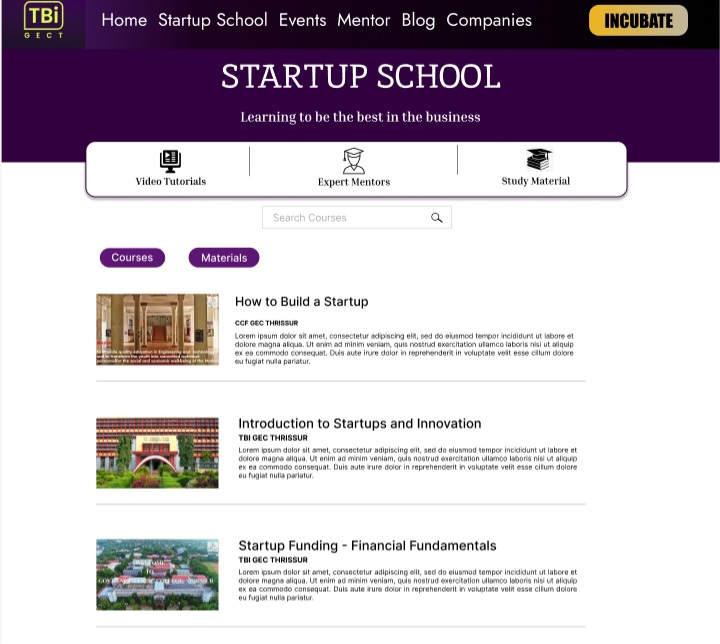 TBi
GECT
Home Startup School Events Mentor Blog Companies
INCUBATE
STARTUP SCHOOL
Learning to be the best in the business
Video Tutorials
Expert Mentors
Study Material
Search Courses
Courses
Materials
How to Build a Startup
CCF GEC THRISSUR
Lorem ipsum dolor sit amet, consectetur adipiscing elit, sed do eiusmod tempor incididunt ut labore et
dolore magna aliqua. Ut enim ad minim veniam, quis nostrud exercitation ullamco laboris nisi ut aliquip
ex ea commodo consequat. Duis aute irure dolor in reprehenderit in voluptate velit esse cillum dolore
eu fugiat nulla pariatur.
Introduction to Startups and Innovation
TBI GEC THRISSUR
Lorem ipsum dolor sit amet, consectetur adipiscing elit, sed do eiusmod tempor incididunt ut labore et
dolore magna aliqua. Ut enim ad minim veniam, quis nostrud exercitation ullamco laboris nisi ut aliquip
ex ea commodo consequat. Duis aute irure dolor in reprehenderit in voluptate velit esse cillum dolore
eu fugiat nulla pariatur.
Startup Funding - Financial Fundamentals
TBI GEC THRISSUR
Lorem ipsum dolor sit amet, consectetur adipiscing elit, sed do eiusmod tempor incididunt ut labore et
dolore magna aliqua. Ut enim ad minim veniam, quis nostrud exercitation ullamco laboris nisi ut aliquip
ex ea commodo consequat. Duis aute irure dolor in reprehenderit in voluptate velit esse cillum dolore
eu fugiat nulla pariatur.